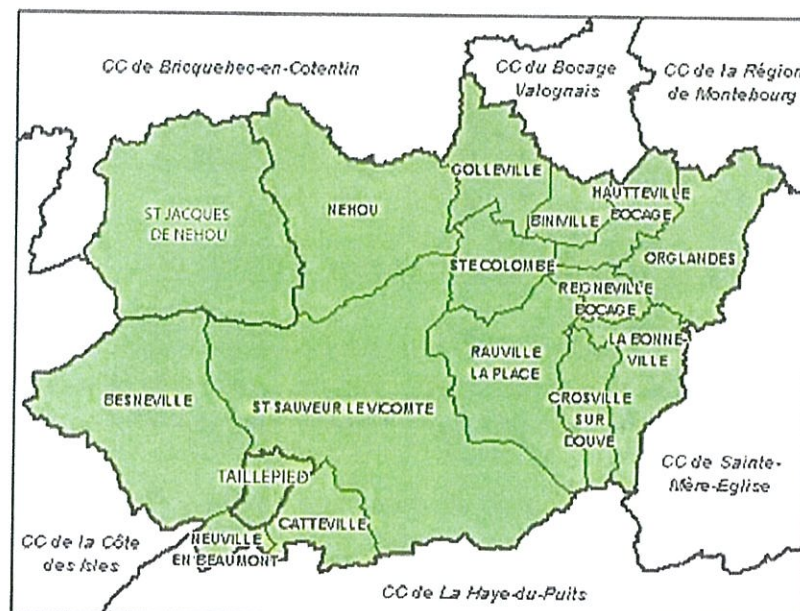 CC de Bricquebec-en-Cotentin
CC du Bocage
Valognais
CC de la Région
de Montebourg
GOLLEVILLE
HAUTTEVILLE
BOCAGE
ST JACQUES
DE NEHOU
NEHOU
BINIVILLE
STE COLOMBE
ORGLANDES
REIGNEVILLE
BOCAGE
LA BONNE-
VILLE
RAUVILLE
LA PLACE
BESNEVILLE
ST SAUVEUR LE VICOMTE
CROSVILLE
SUR
DOUVE
TAILLEPIED
CC de Sainte-
Mère-Eglise
CATTEVILLE
CC de la Côte
des Isles
NEUVILLE
EN BEAUMONT
CC de La Haye-du-Puits